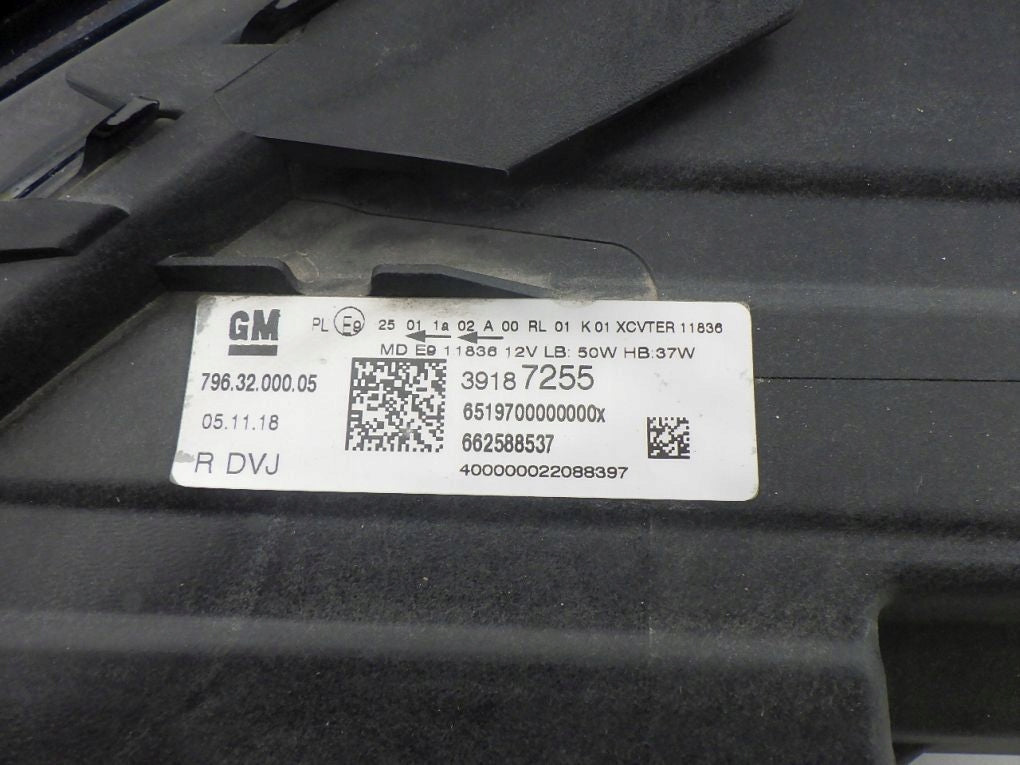 GM
PL E9 25 01 1a 02 A 00 RL 01 K 01 XCVTER 11836
MD E9 11836 12V LB: 50W HB:37W
796.32.000.05
39187255
05.11.18
6519700000000x
662588537
R DVJ
400000022088397